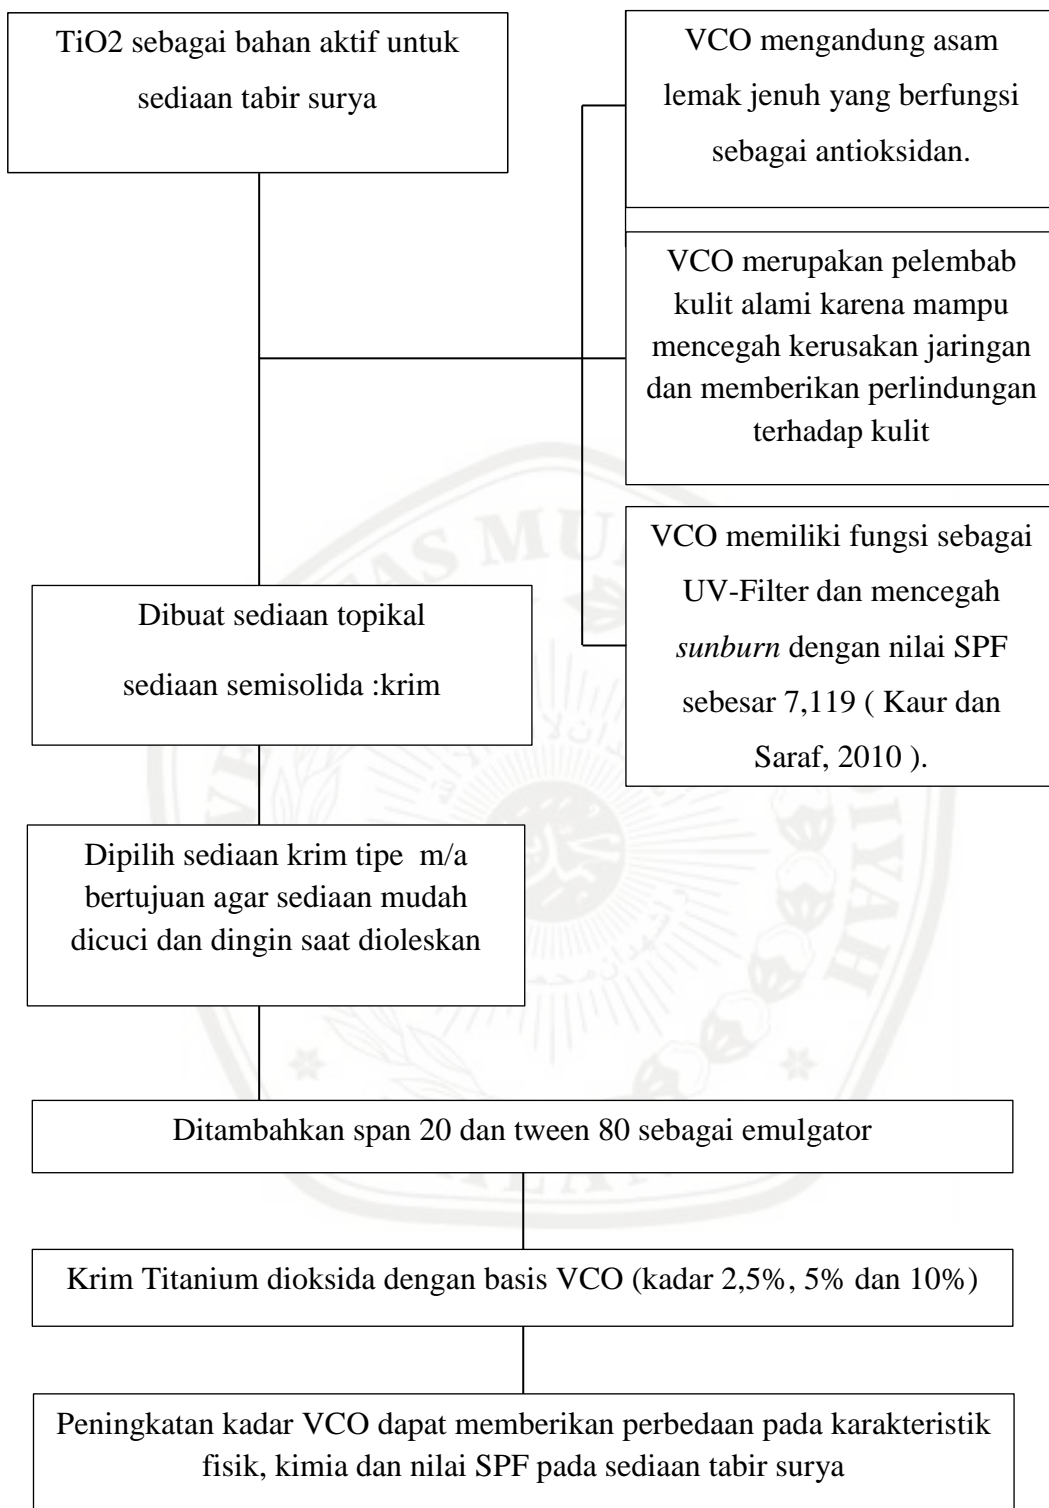 TiO2 sebagai bahan aktif untuk
sediaan tabir surya
VCO mengandung asam
lemak jenuh yang berfungsi
sebagai antioksidan.
VCO merupakan pelembab
kulit alami karena mampu
mencegah kerusakan jaringan
dan memberikan perlindungan
terhadap kulit
VCO memiliki fungsi sebagai
UV-Filter dan mencegah
sunburn dengan nilai SPF
sebesar 7,119 ( Kaur dan
Saraf, 2010 ).
Dibuat sediaan topikal
sediaan semisolida :krim
Dipilih sediaan krim tipe  m/a
bertujuan agar sediaan mudah
dicuci dan dingin saat dioleskan
Ditambahkan span 20 dan tween 80 sebagai emulgator
Krim Titanium dioksida dengan basis VCO (kadar 2,5%, 5% dan 10%)
Peningkatan kadar VCO dapat memberikan perbedaan pada karakteristik
fisik, kimia dan nilai SPF pada sediaan tabir surya